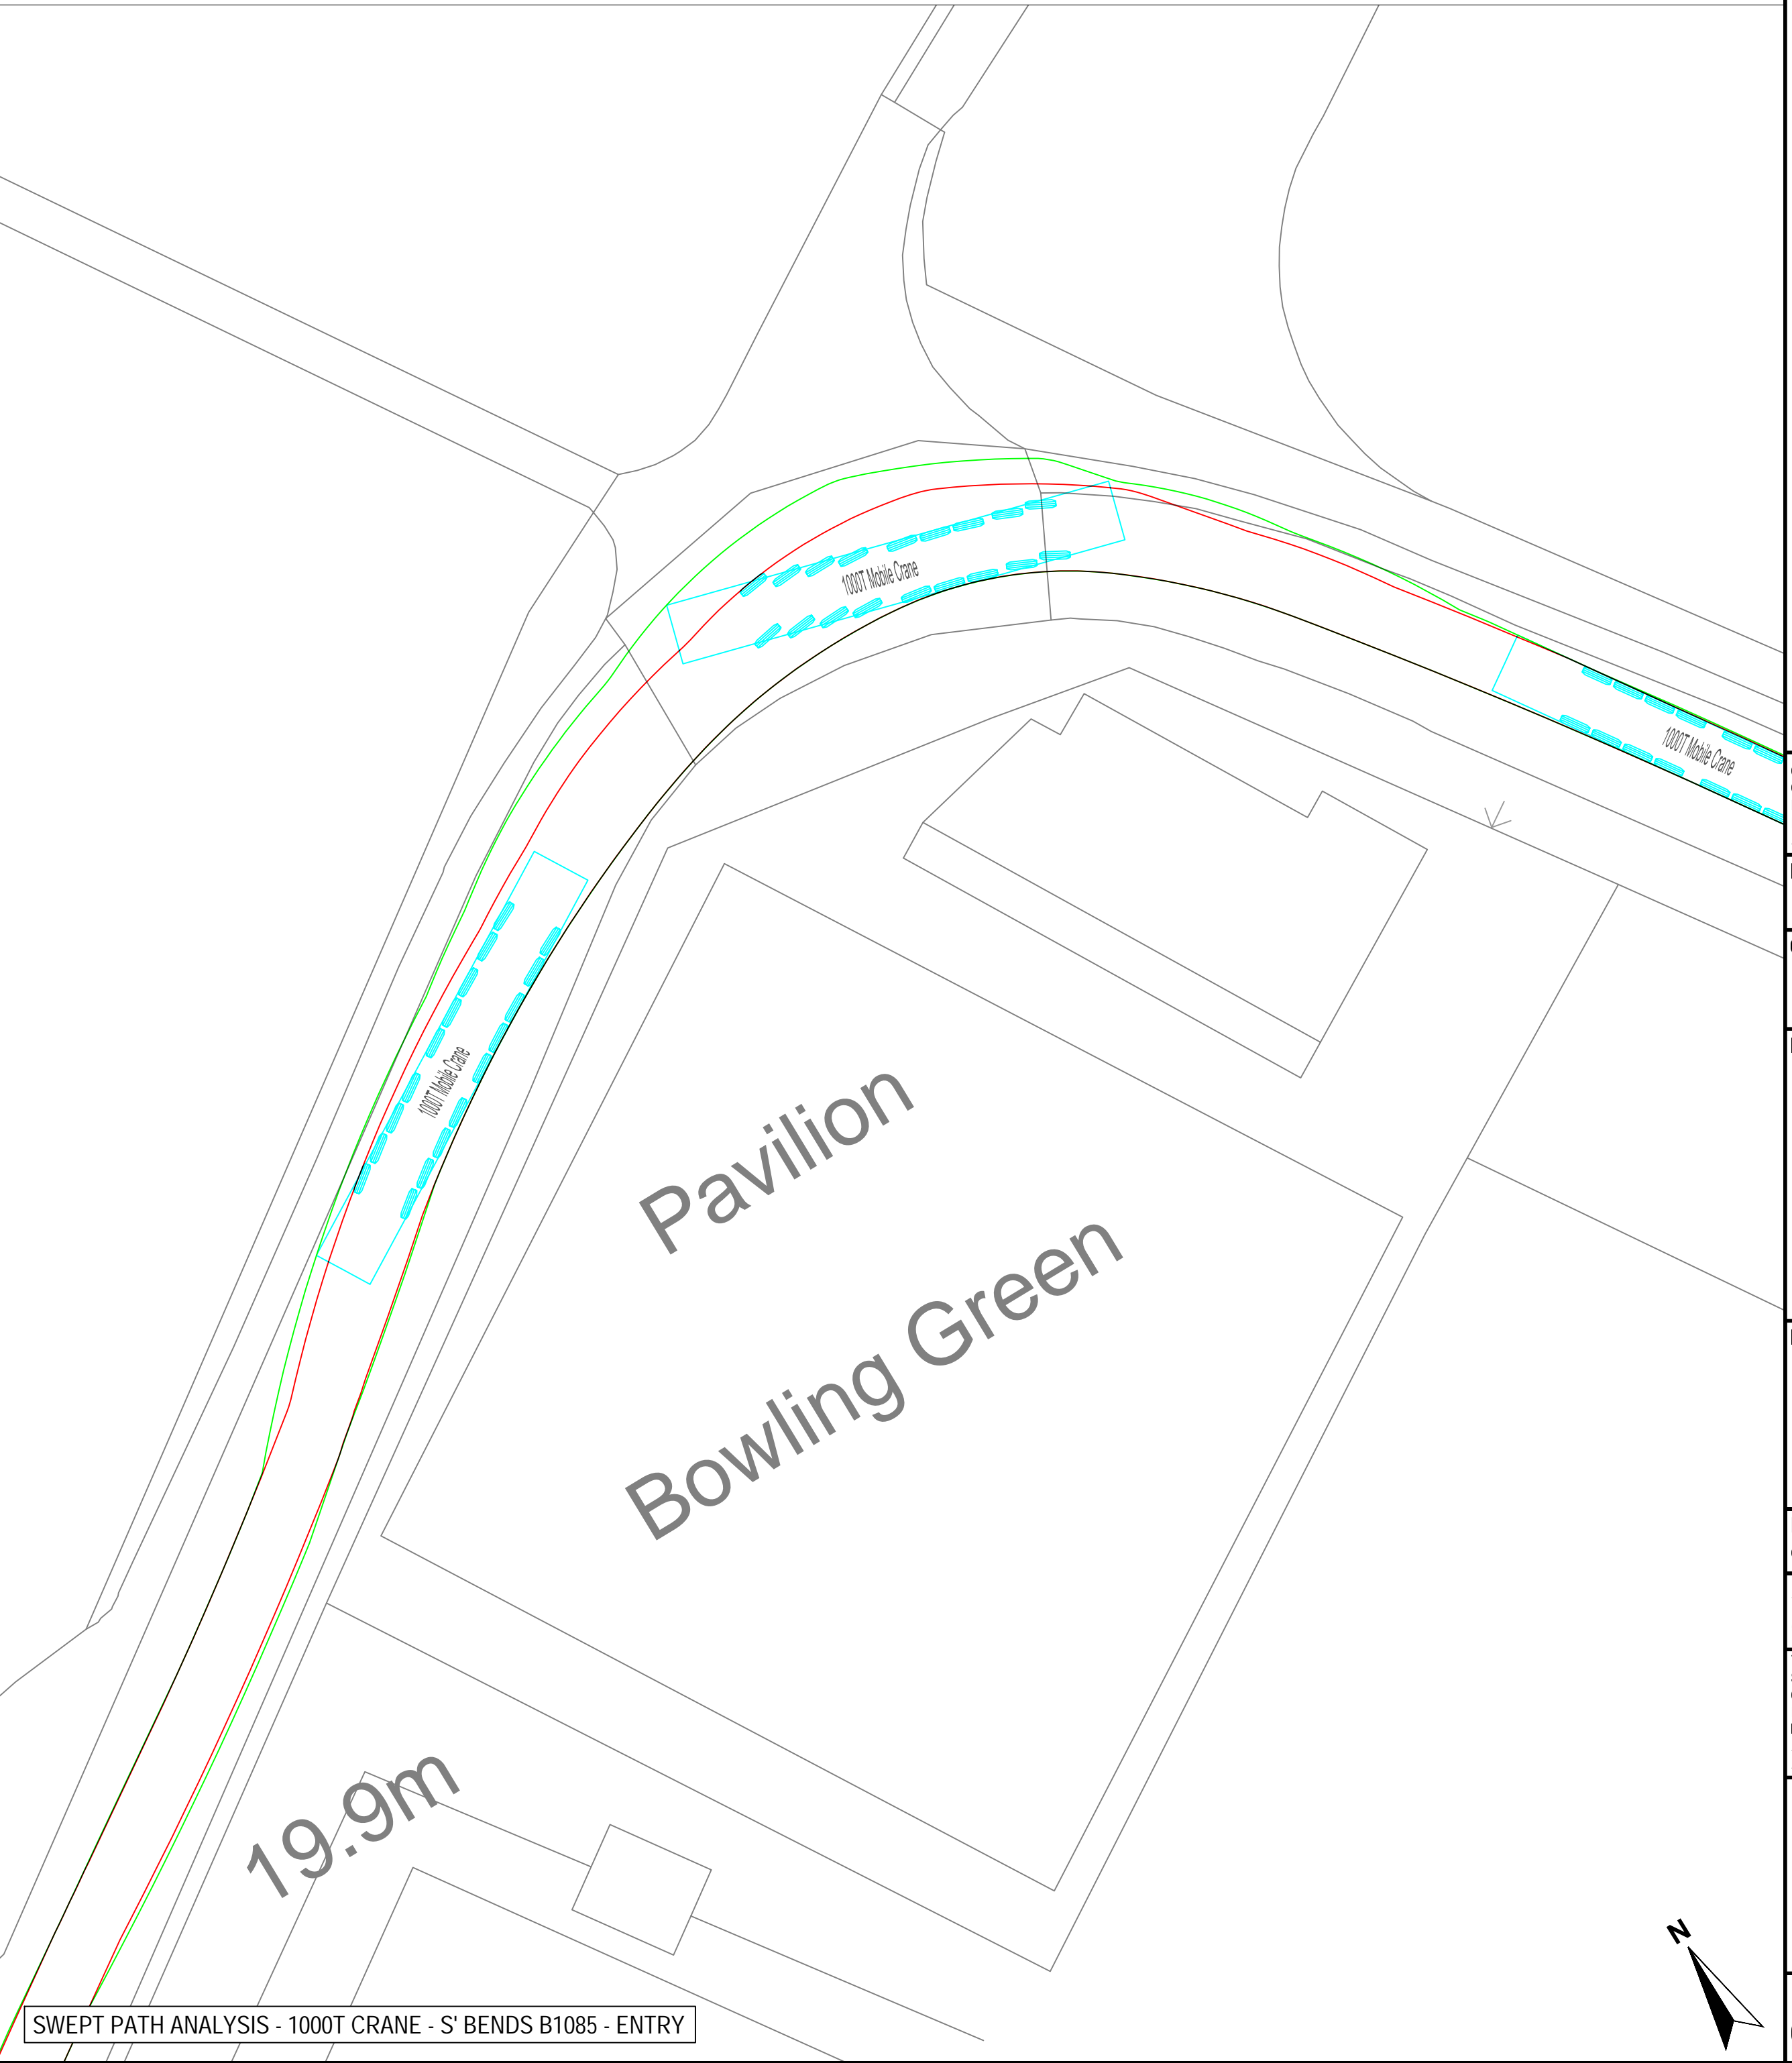 1000T Mobile Crane
1000T Mobile Crane
1000T Mobile Crane
Pavilion
Bowling Green
19.9m
N
SWEPT PATH ANALYSIS - 1000T CRANE - S' BENDS B1085 - ENTRY